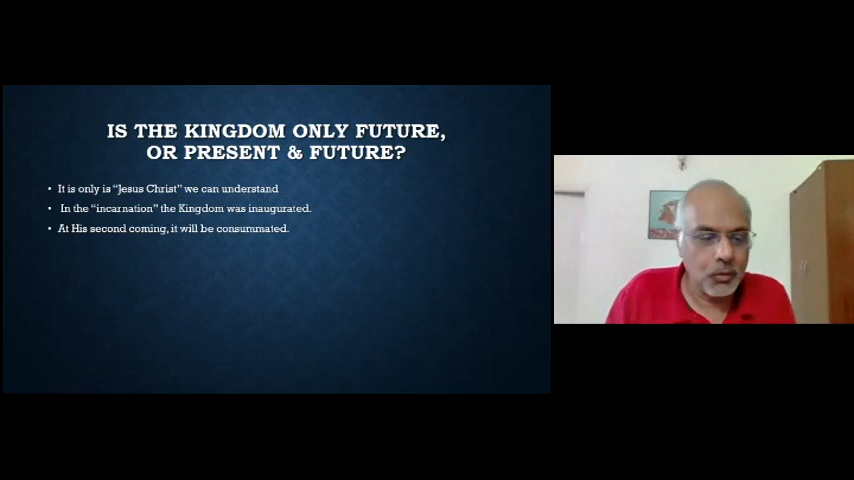 IS THE KINGDOM ONLY FUTURE,
OR PRESENT & FUTURE?
• It is only is “Jesus Christ” we can understand
• In the “incarnation” the Kingdom was inaugurated.
• At His second coming, it will be consummated.